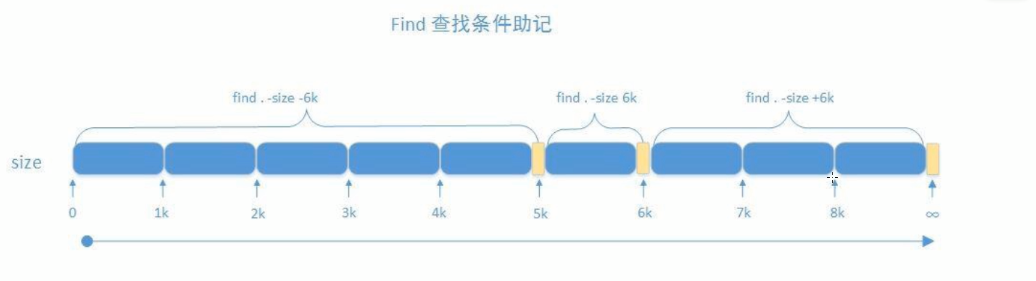 Find 查找条件助记
find . -size -6k find . -size 6k find . -size +6k
size
0 1k 2k 3k 4k 5k 6k 7k 8k ∞